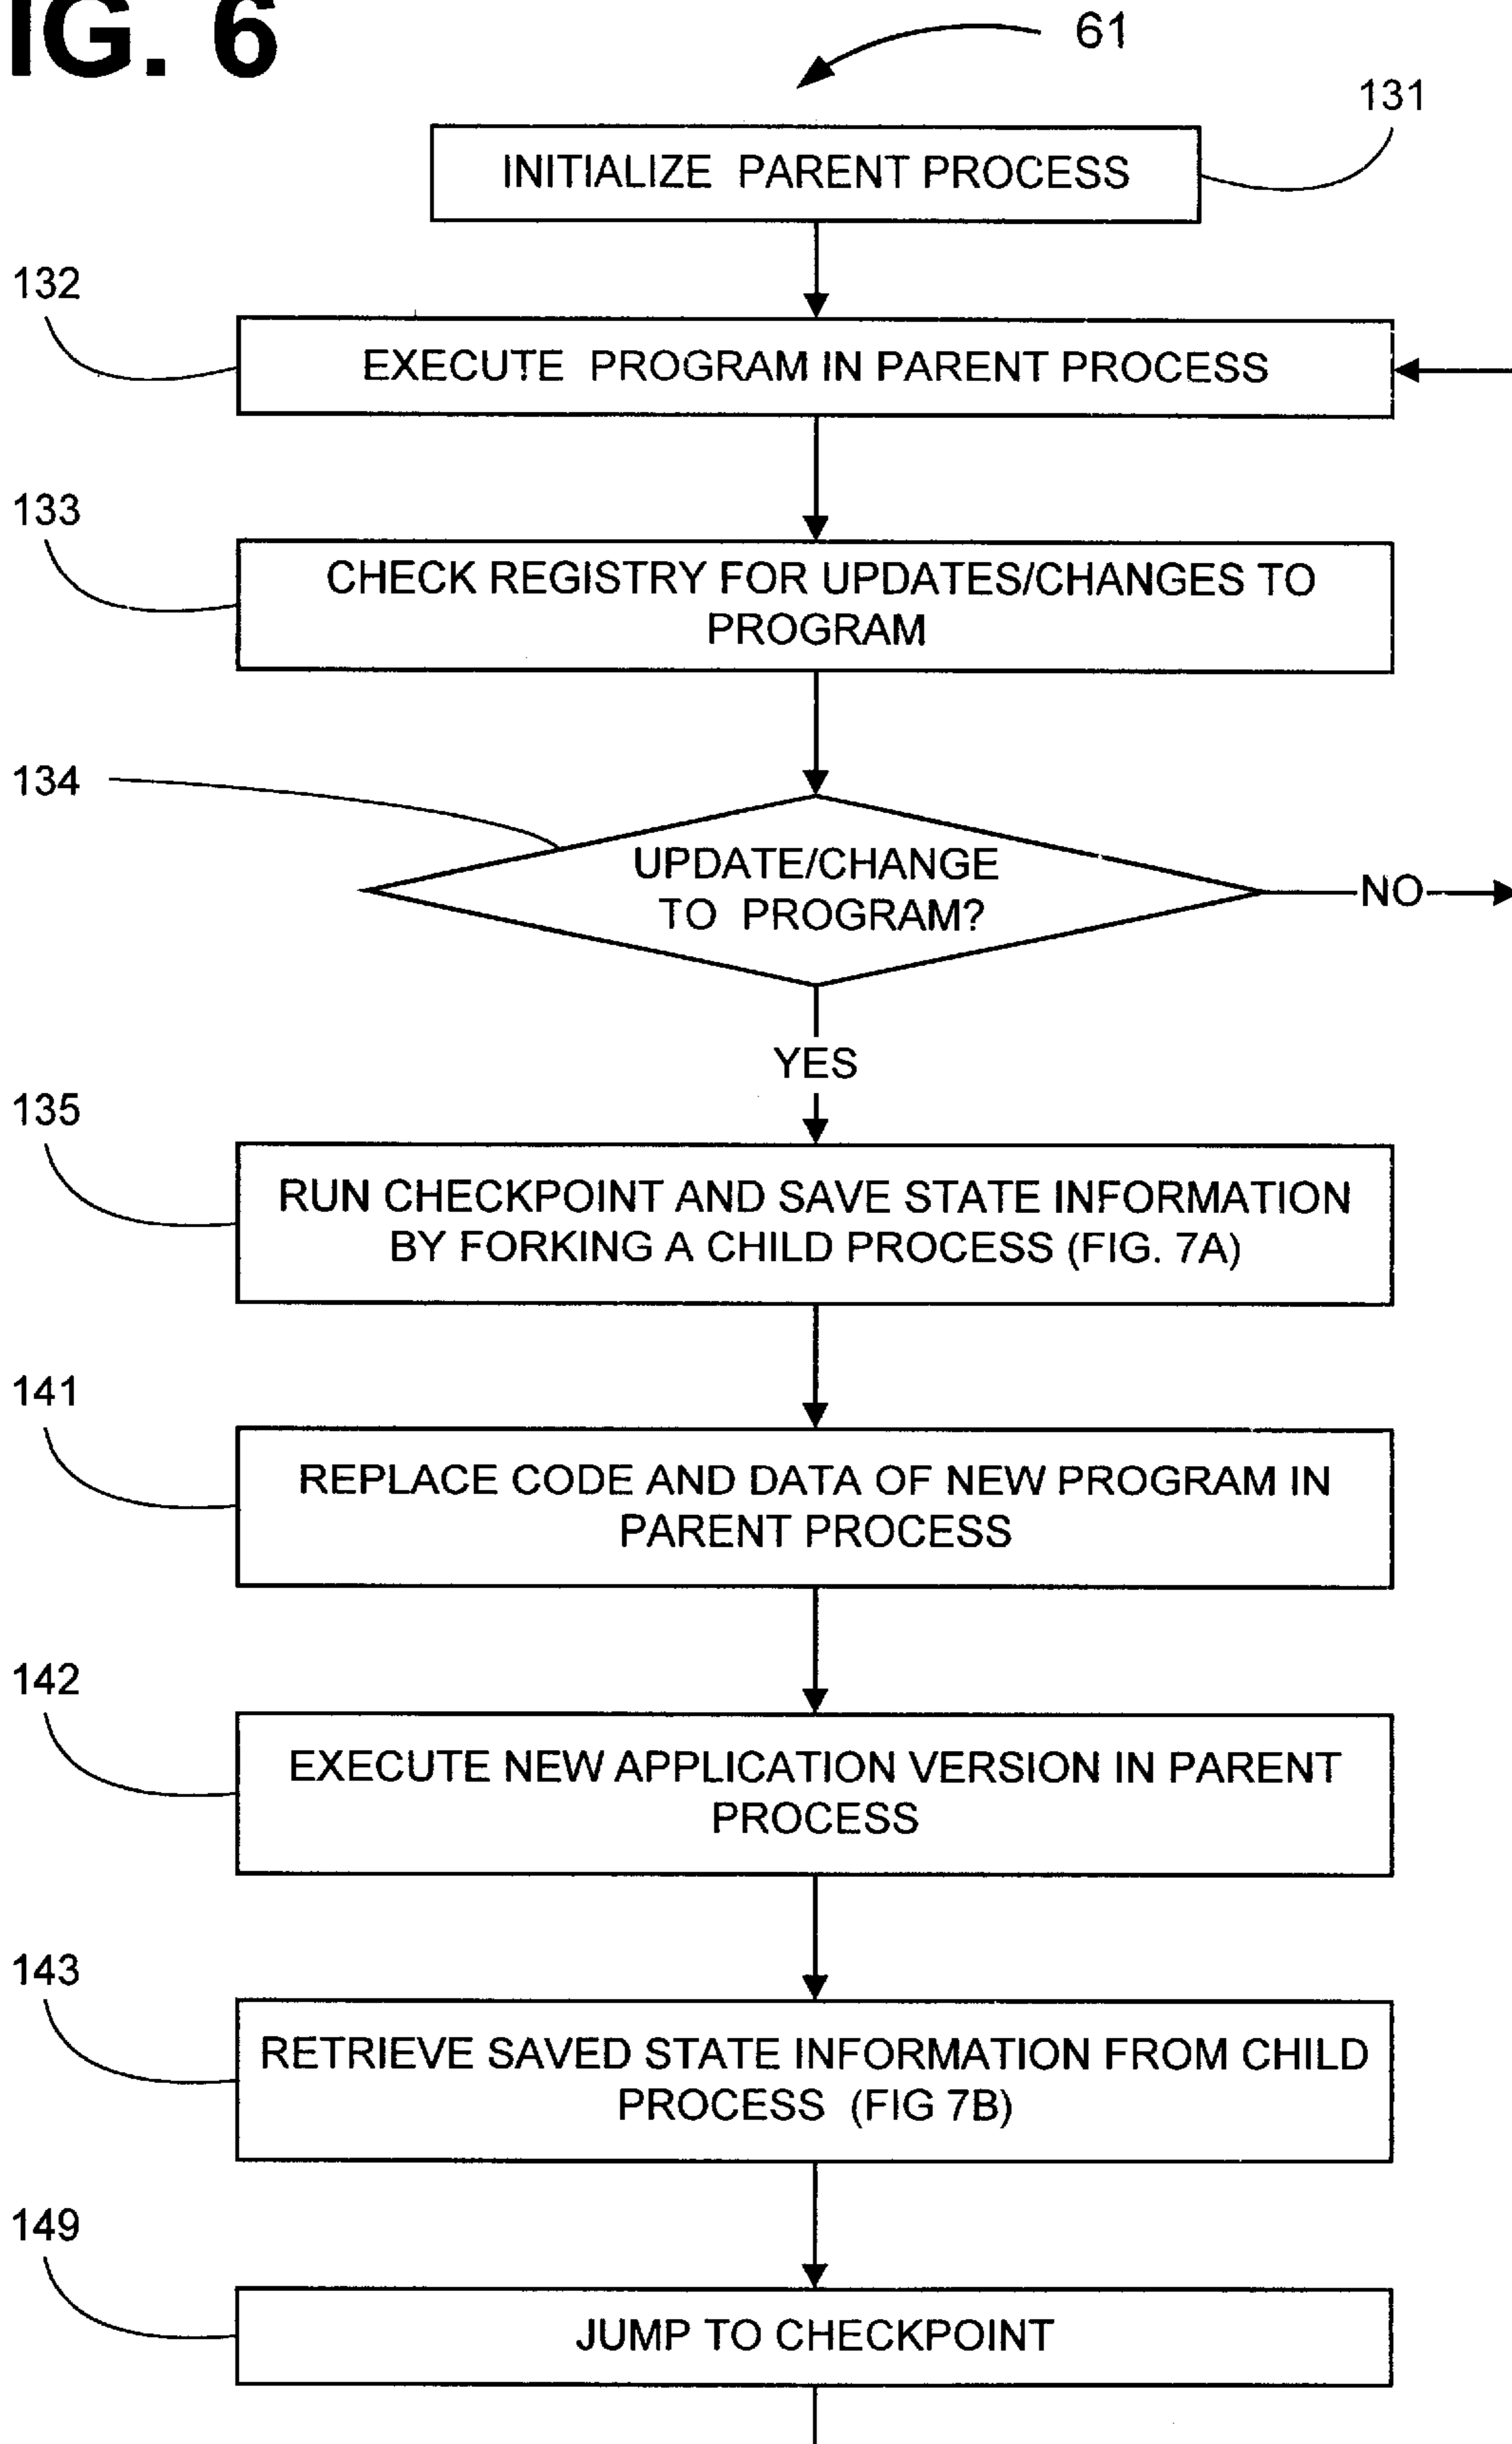 IG. 6
61
131
INITIALIZE PARENT PROCESS
132
EXECUTE PROGRAM IN PARENT PROCESS
133
CHECK REGISTRY FOR UPDATES/CHANGES TO
PROGRAM
134
UPDATE/CHANGE
TO PROGRAM?
NO
YES
135
RUN CHECKPOINT AND SAVE STATE INFORMATION
BY FORKING A CHILD PROCESS (FIG. 7A)
141
REPLACE CODE AND DATA OF NEW PROGRAM IN
PARENT PROCESS
142
EXECUTE NEW APPLICATION VERSION IN PARENT
PROCESS
143
RETRIEVE SAVED STATE INFORMATION FROM CHILD
PROCESS (FIG 7B)
149
JUMP TO CHECKPOINT